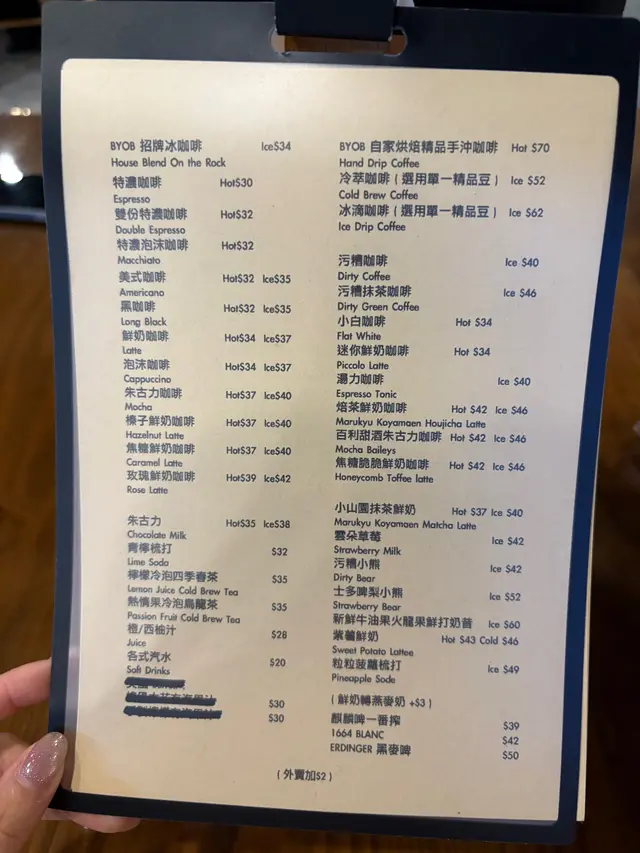 BYOB 招牌冰咖啡 Ice$34
House Blend On the Rock
特濃咖啡 Hot$30
Espresso
雙份特濃咖啡 Hot$32
Double Espresso
特濃泡沫咖啡 Hot$32
Macchiato
美式咖啡 Hot$32 Ice$35
Americano
黑咖啡 Hot$32 Ice$35
Long Black
鮮奶咖啡 Hot$34 Ice$37
Latte
泡沫咖啡 Hot$34 Ice$37
Cappuccino
朱古力咖啡 Hot$37 Ice$40
Mocha
榛子鮮奶咖啡 Hot$37 Ice$40
Hazelnut Latte
焦糖鮮奶咖啡 Hot$37 Ice$40
Caramel Latte
玫瑰鮮奶咖啡 Hot$39 Ice$42
Rose Latte
朱古力 Hot$35 Ice$38
Chocolate Milk
青檸梳打 $32
Lime Soda
檸檬冷泡四季春茶 $35
Lemon Juice Cold Brew Tea
熱情果冷泡烏龍茶 $35
Passion Fruit Cold Brew Tea
橙/西柚汁 $28
Juice
各式汽水 $20
Soft Drinks
$30
$30
BYOB 自家烘焙精品手沖咖啡 Hot $70
Hand Drip Coffee
冷萃咖啡 ( 選用單一精品豆 ) Ice $52
Cold Brew Coffee
冰滴咖啡 ( 選用單一精品豆 ) Ice $62
Ice Drip Coffee
污糟咖啡 Ice $40
Dirty Coffee
污糟抹茶咖啡 Ice $46
Dirty Green Coffee
小白咖啡 Hot $34
Flat White
迷你鮮奶咖啡 Hot $34
Piccolo Latte
湯力咖啡 Ice $40
Espresso Tonic
焙茶鮮奶咖啡 Hot $42 Ice $46
Marukyu Koyamaen Houjicha Latte
百利甜酒朱古力咖啡 Hot $42 Ice $46
Mocha Baileys
焦糖脆脆鮮奶咖啡 Hot $42 Ice $46
Honeycomb Toffee latte
小山園抹茶鮮奶 Hot $37 Ice $40
Marukyu Koyamaen Matcha Latte
雲朵草莓 Ice $42
Strawberry Milk
污糟小熊 Ice $42
Dirty Bear
士多啤梨小熊 Ice $52
Strawberry Bear
新鮮牛油果火龍果鮮打奶昔 Ice $60
紫薯鮮奶 Hot $43 Cold $46
Sweet Potato Lattee
粒粒菠蘿梳打 Ice $49
Pineapple Soda
( 鮮奶轉燕麥奶 +$3 )
麒麟啤一番搾 $39
1664 BLANC $42
ERDINGER 黑麥啤 $50
( 外賣加$2 )